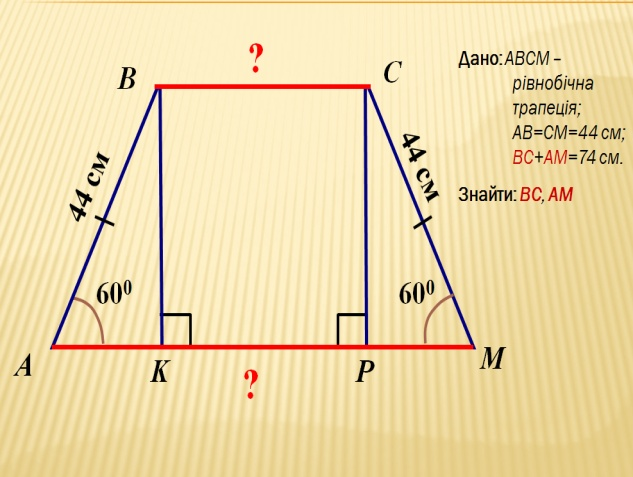 ?
B
C
44 см
44 см
60⁰
60⁰
A
K
P
M
?
Дано: ABCM –
рівнобічна
трапеція;
AB=CM=44 см;
BC+AM=74 см.
Знайти: BC, AM